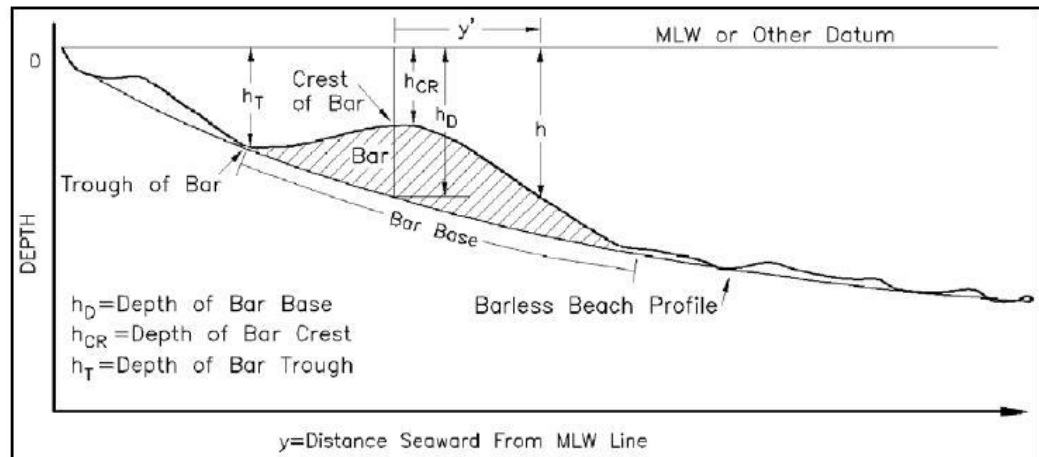 y'
MLW or Other Datum
D
Crest
of Bar
h_CR
h_T
h_D
h
Bar
Trough of Bar
Bar Base
DEPTH
Barless Beach Profile
h_D=Depth of Bar Base
h_CR=Depth of Bar Crest
h_T=Depth of Bar Trough
y=Distance Seaward From MLW Line